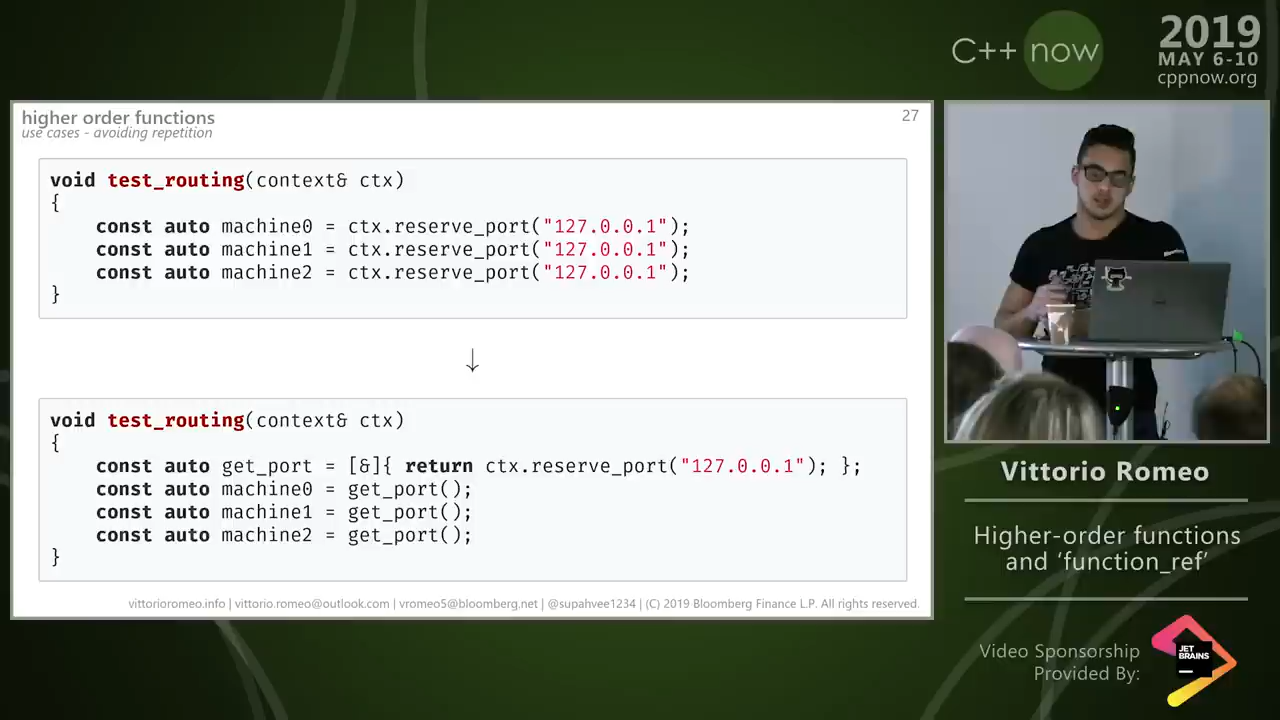 C++ now
2019
MAY 6-10
cppnow.org
higher order functions
use cases - avoiding repetition
27
void test_routing(context& ctx)
{
const auto machine0 = ctx.reserve_port("127.0.0.1");
const auto machine1 = ctx.reserve_port("127.0.0.1");
const auto machine2 = ctx.reserve_port("127.0.0.1");
}
↓
void test_routing(context& ctx)
{
const auto get_port = [&]{ return ctx.reserve_port("127.0.0.1"); };
const auto machine0 = get_port();
const auto machine1 = get_port();
const auto machine2 = get_port();
}
vittorioromeo.info | vittorio.romeo@outlook.com | vromeo5@bloomberg.net | @supahvee1234 | (C) 2019 Bloomberg Finance L.P. All rights reserved.
Vittorio Romeo
Higher-order functions
and ‘function_ref’
Video Sponsorship
Provided By:
JET
BRAINS